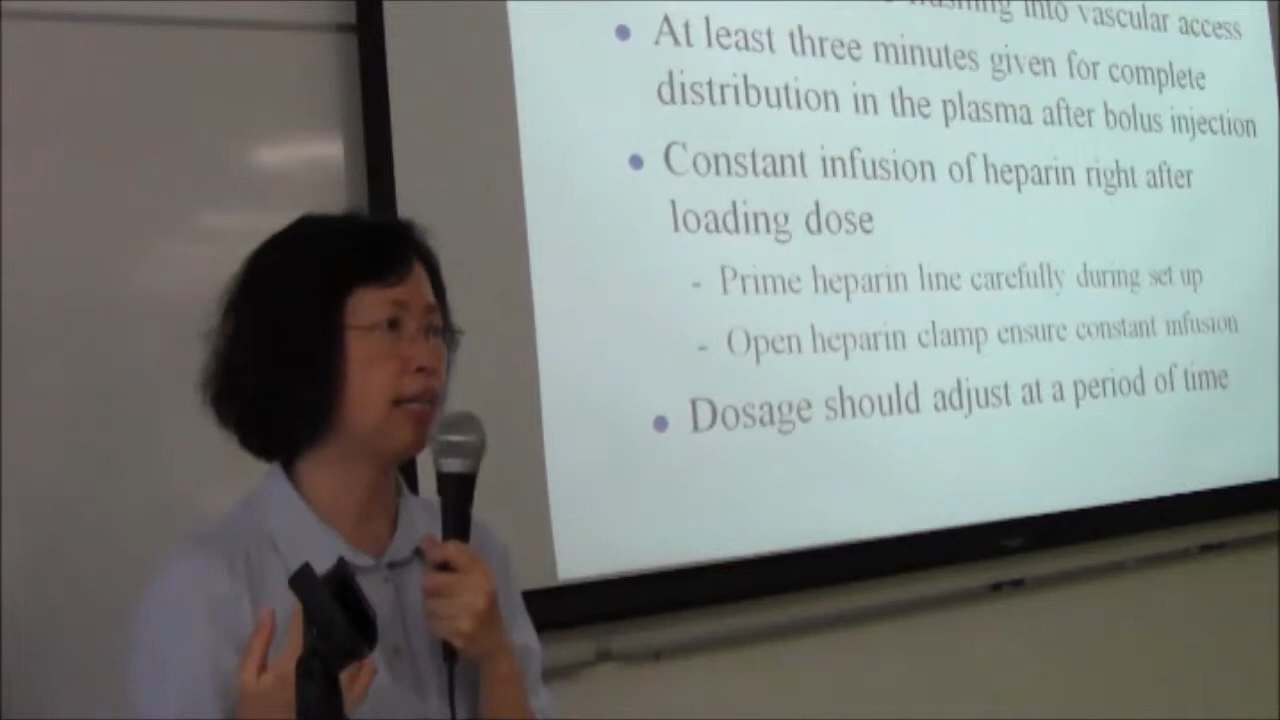 into vascular access
• At least three minutes given for complete
distribution in the plasma after bolus injection
• Constant infusion of heparin right after
loading dose
- Prime heparin line carefully during set up
- Open heparin clamp ensure constant infusion
• Dosage should adjust at a period of time